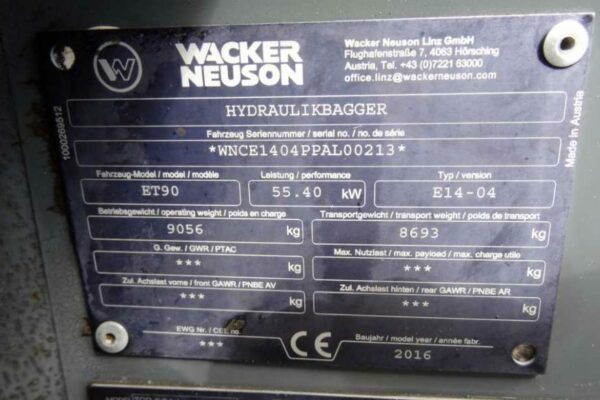 W
WACKER
NEUSON
Wacker Neuson Linz GmbH
Flughafenstraße 7, 4063 Hörsching
Austria, Tel. +43 (0)7221 63000
office.linz@wackerneuson.com
HYDRAULIKBAGGER
Fahrzeug Seriennummer / serial no. / no. de série
*WNCE1404PPAL00213*
Fahrzeug-Model / model / modèle
Leistung / performance
Typ / version
ET90
55.40 kW
E14-04
Betriebsgewicht / operating weight / poids en charge
Transportgewicht / transport weight / poids de transport
9056 kg
8693 kg
G. Gew. / GWR / PTAC
Max. Nutzlast / max. payload / max. charge utile
*** kg
*** kg
Zul. Achslast vorne / front GAWR / PNBE AV
Zul. Achslast hinten / rear GAWR / PNBE AR
*** kg
*** kg
EWG Nr. / CEE no
***
CE
Baujahr / model year / année fabr.
2016
1000269512
Made in Austria